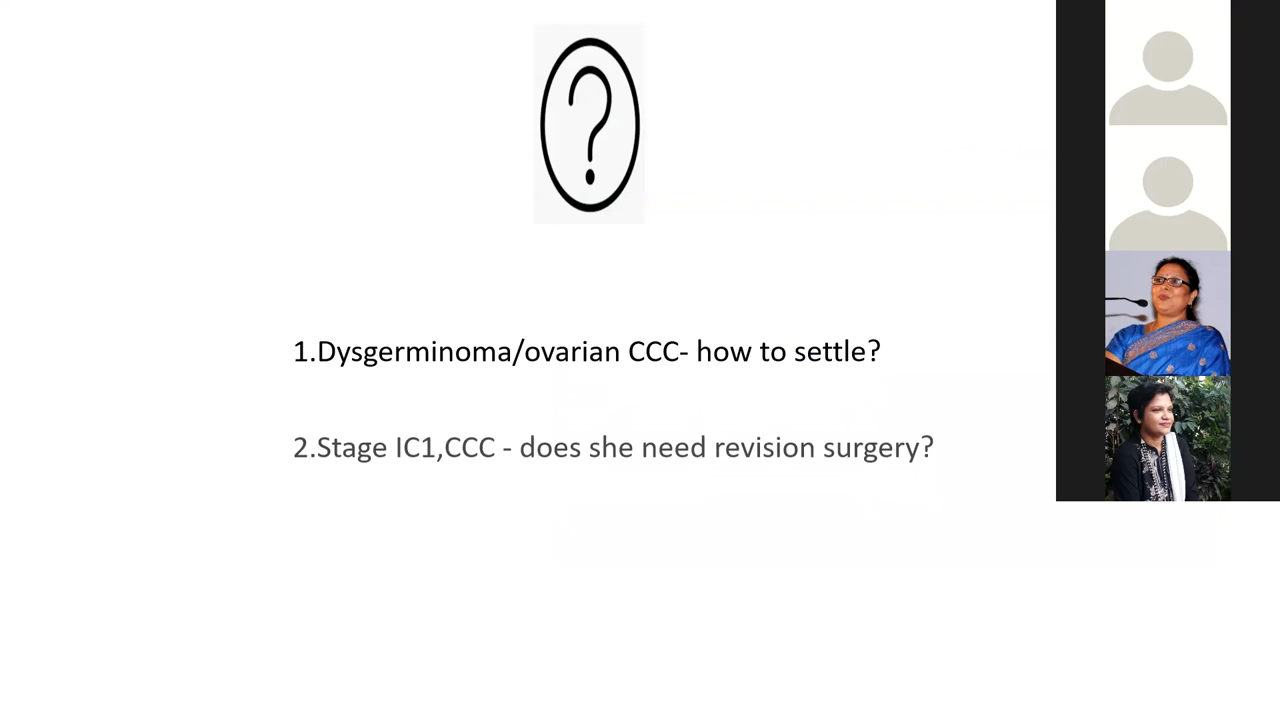 ?
1.Dysgerminoma/ovarian CCC- how to settle?
2.Stage IC1,CCC - does she need revision surgery?